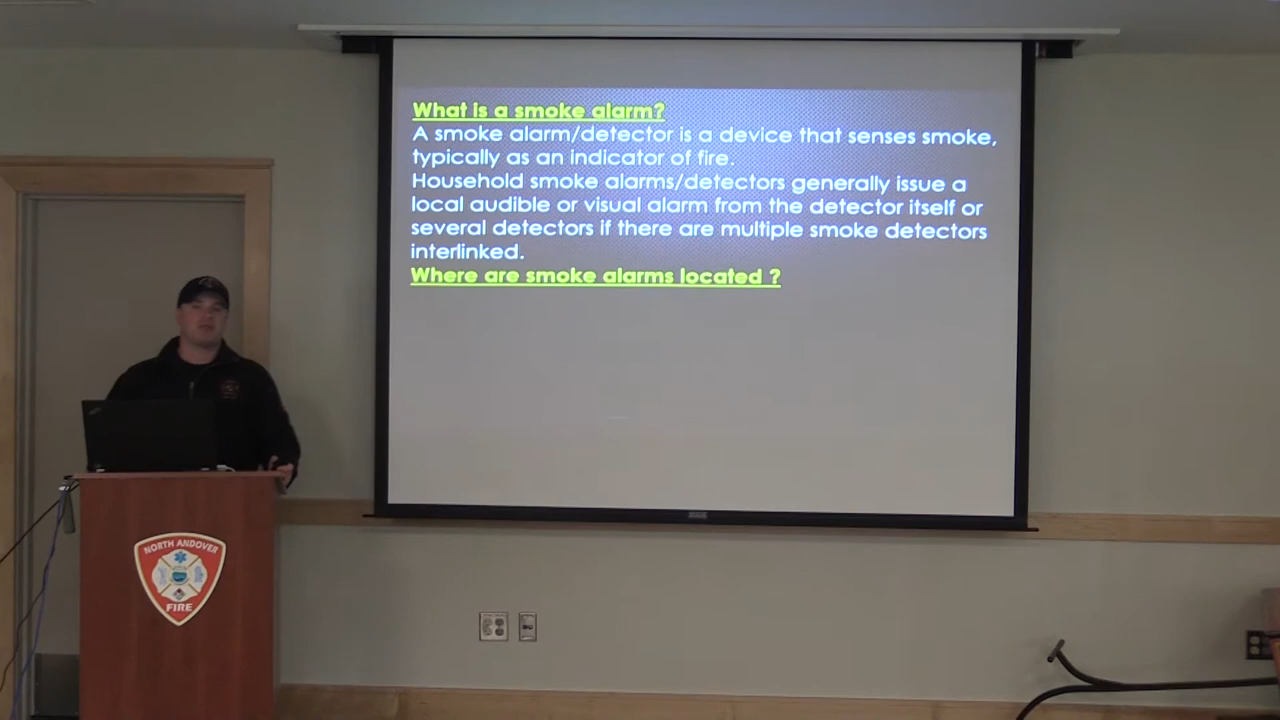 What is a smoke alarm?
A smoke alarm/detector is a device that senses smoke,
typically as an indicator of fire.
Household smoke alarms/detectors generally issue a
local audible or visual alarm from the detector itself or
several detectors if there are multiple smoke detectors
interlinked.
Where are smoke alarms located ?
NORTH ANDOVER
FIRE